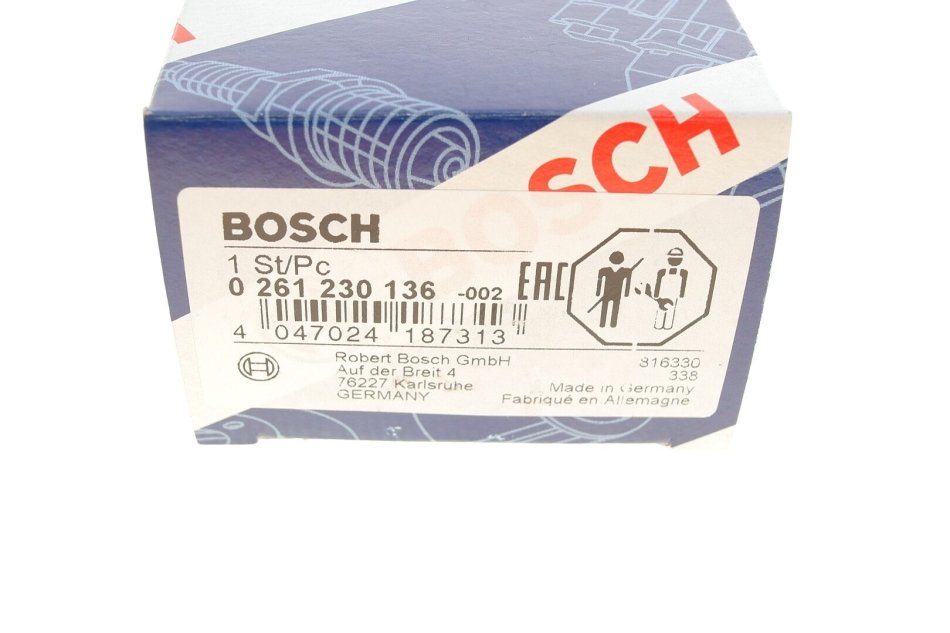 BOSCH
BOSCH
1 St/Pc
0 261 230 136 -002
EAC
4 047024 187313
Robert Bosch GmbH
Auf der Breit 4
76227 Karlsruhe
GERMANY
816330
338
Made in Germany
Fabriqué en Allemagne